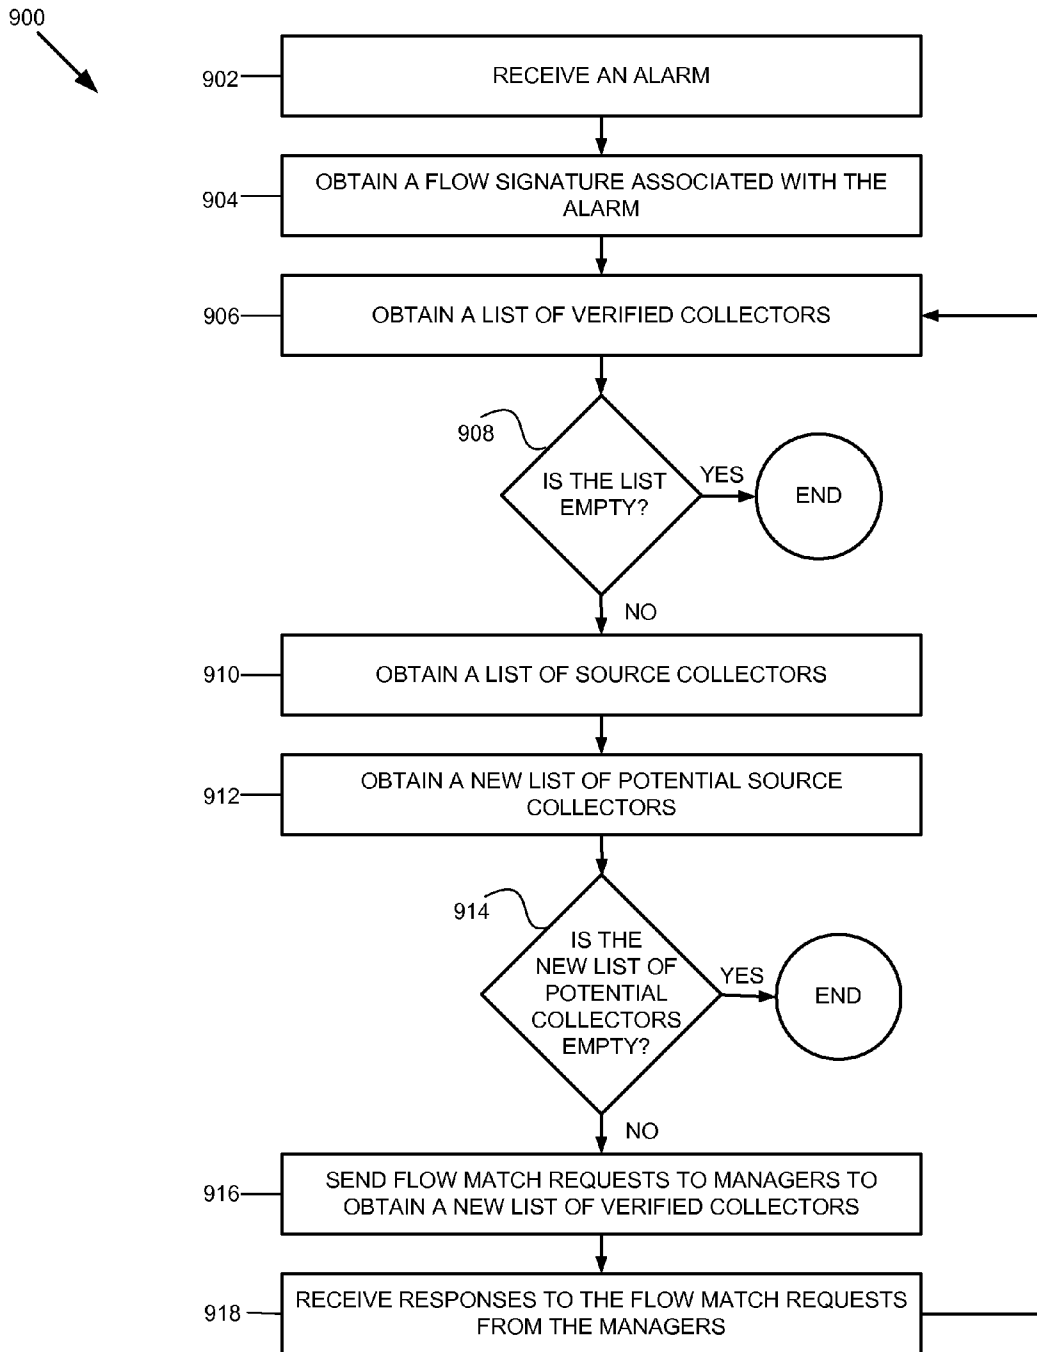 900
902
RECEIVE AN ALARM
904
OBTAIN A FLOW SIGNATURE ASSOCIATED WITH THE
ALARM
906
OBTAIN A LIST OF VERIFIED COLLECTORS
908
IS THE LIST
EMPTY?
YES
END
NO
910
OBTAIN A LIST OF SOURCE COLLECTORS
912
OBTAIN A NEW LIST OF POTENTIAL SOURCE
COLLECTORS
914
IS THE
NEW LIST OF
POTENTIAL
COLLECTORS
EMPTY?
YES
END
NO
916
SEND FLOW MATCH REQUESTS TO MANAGERS TO
OBTAIN A NEW LIST OF VERIFIED COLLECTORS
918
RECEIVE RESPONSES TO THE FLOW MATCH REQUESTS
FROM THE MANAGERS